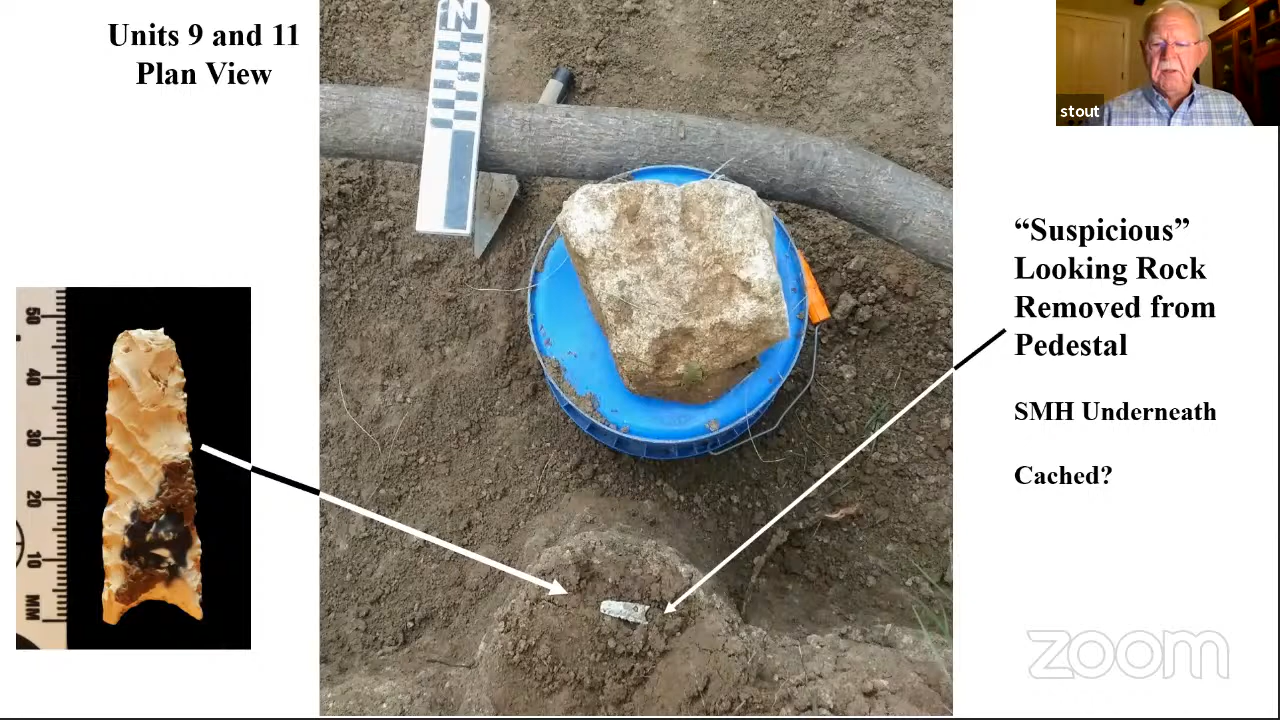 Units 9 and 11
Plan View
N
stout
“Suspicious”
Looking Rock
Removed from
Pedestal
SMH Underneath
Cached?
50
40
30
20
10
MM
zoom